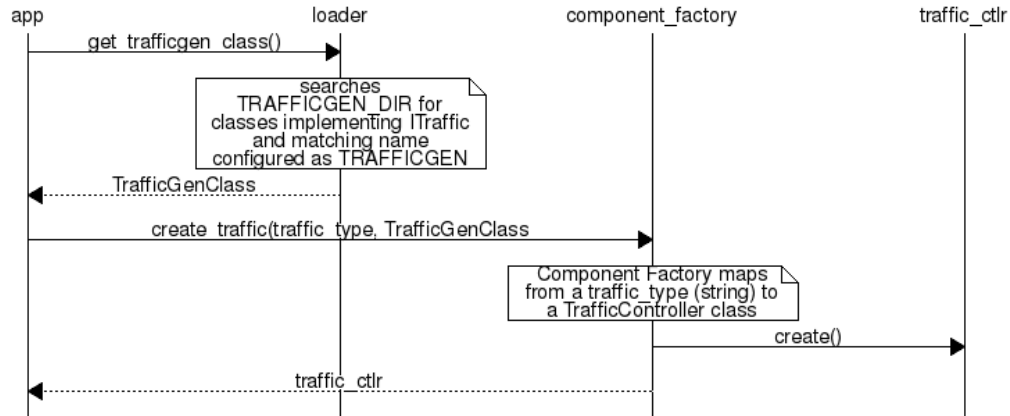 app loader component_factory traffic_ctlr
get_trafficgen_class()
searches
TRAFFICGEN_DIR for
classes implementing ITraffic
and matching name
configured as TRAFFICGEN
TrafficGenClass
create_traffic(traffic_type, TrafficGenClass
Component Factory maps
from a traffic_type (string) to
a TrafficController class
create()
traffic_ctlr